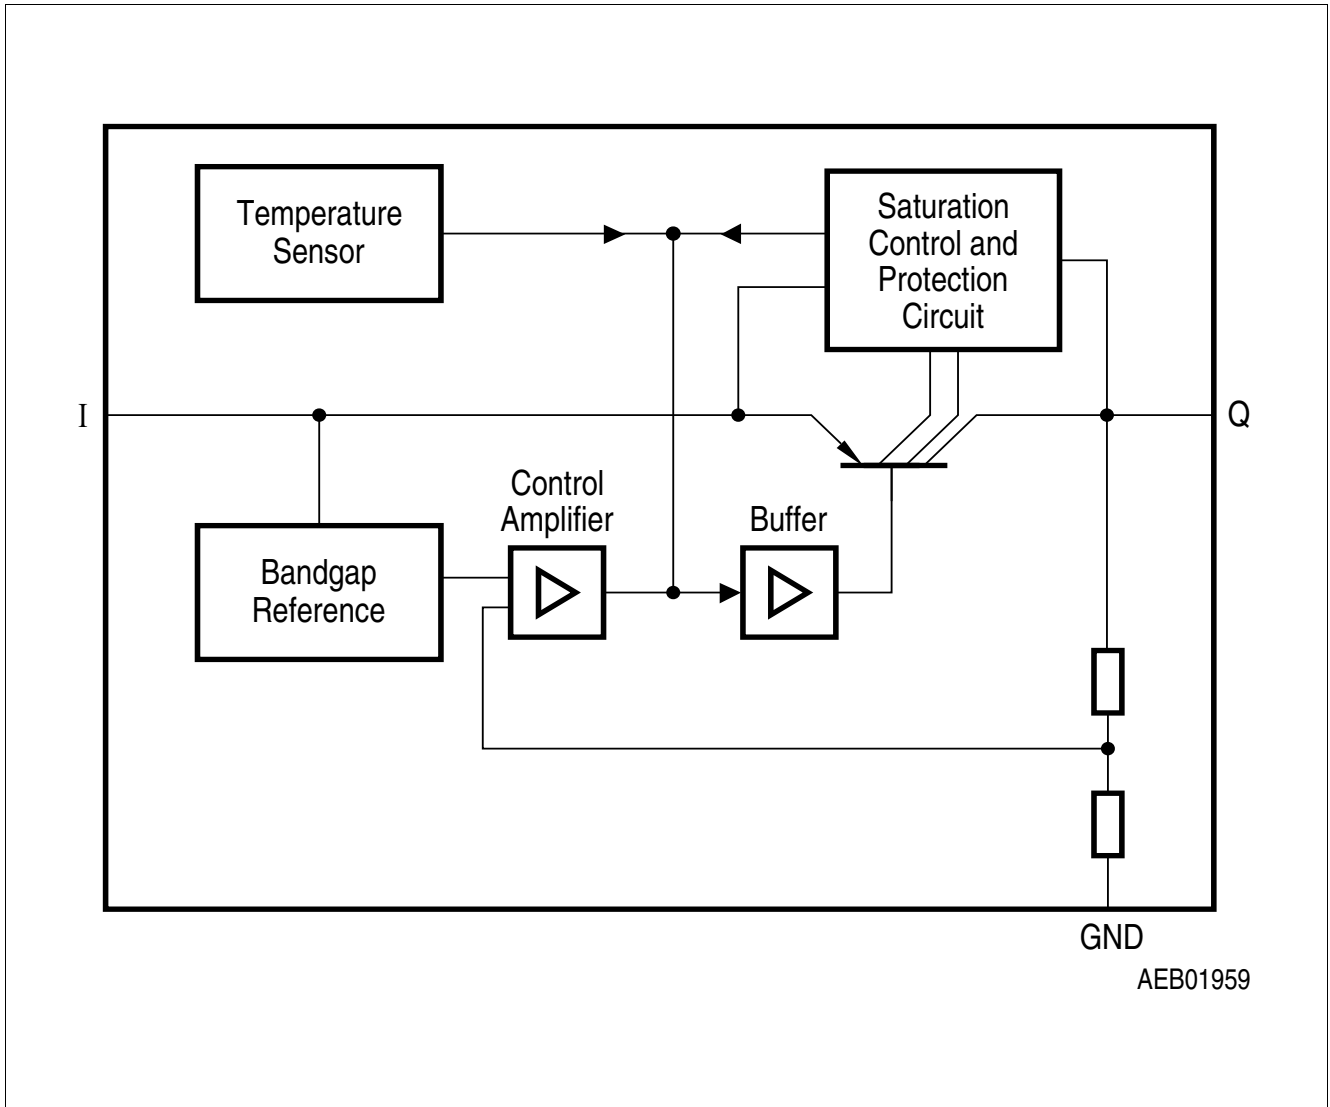 Temperature
Sensor
Saturation
Control and
Protection
Circuit
I
Q
Control
Amplifier
Buffer
Bandgap
Reference
GND
AEB01959